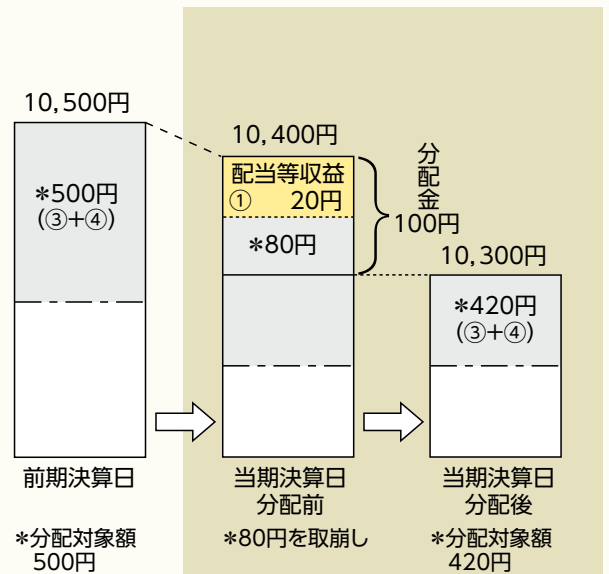 10,500円
*500円
(③+④)
前期決算日
*分配対象額
500円
10,400円
配当等収益
① 20円
*80円
分配金
100円
当期決算日
分配前
*80円を取崩し
10,300円
*420円
(③+④)
当期決算日
分配後
*分配対象額
420円